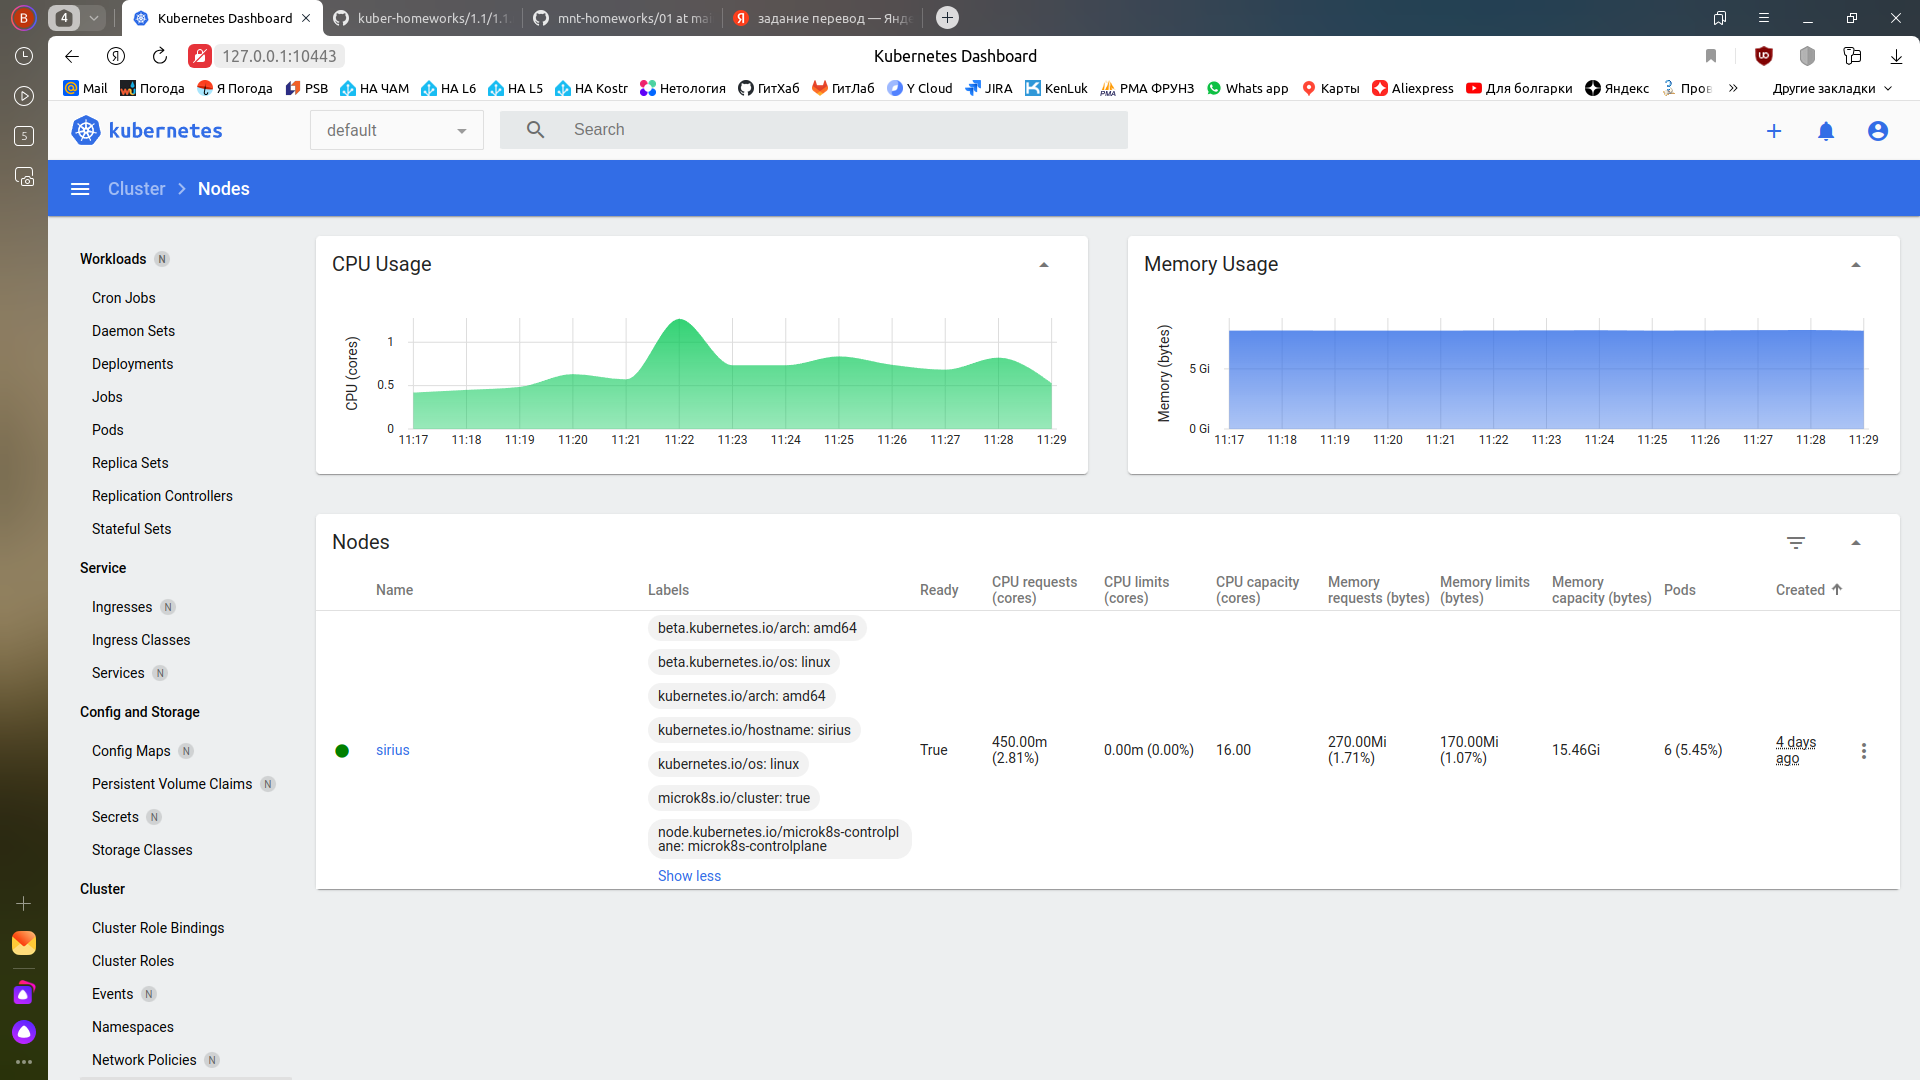 B
4
Kubernetes Dashboard
kuber-homeworks/1.1/1.1.
mnt-homeworks/01 at mai
Я
задание перевод — Янде
Я
127.0.0.1:10443
Kubernetes Dashboard
Mail
Погода
Я Погода
PSB
НА ЧАМ
НА L6
НА L5
НА Kostr
Нетология
ГитХаб
ГитЛаб
Y Cloud
JIRA
KenLuk
PMA
РМА ФРУНЗ
Whats app
Карты
Aliexpress
Для болгарки
Яндекс
Пров
»
Другие закладки
5
kubernetes
default
Search
Cluster
Nodes
Workloads N
Cron Jobs
Daemon Sets
Deployments
Jobs
Pods
Replica Sets
Replication Controllers
Stateful Sets
Service
Ingresses N
Ingress Classes
Services N
Config and Storage
Config Maps N
Persistent Volume Claims N
Secrets N
Storage Classes
Cluster
Cluster Role Bindings
Cluster Roles
Events N
Namespaces
Network Policies N
CPU Usage
CPU (cores)
1
0.5
0
11:17 11:18 11:19 11:20 11:21 11:22 11:23 11:24 11:25 11:26 11:27 11:28 11:29
Memory Usage
Memory (bytes)
5 Gi
0 Gi
11:17 11:18 11:19 11:20 11:21 11:22 11:23 11:24 11:25 11:26 11:27 11:28 11:29
Nodes
Name
Labels
Ready
CPU requests
(cores)
CPU limits
(cores)
CPU capacity
(cores)
Memory
requests (bytes)
Memory limits
(bytes)
Memory
capacity (bytes)
Pods
Created
sirius
beta.kubernetes.io/arch: amd64
beta.kubernetes.io/os: linux
kubernetes.io/arch: amd64
kubernetes.io/hostname: sirius
kubernetes.io/os: linux
microk8s.io/cluster: true
node.kubernetes.io/microk8s-controlpl
ane: microk8s-controlplane
Show less
True
450.00m
(2.81%)
0.00m (0.00%)
16.00
270.00Mi
(1.71%)
170.00Mi
(1.07%)
15.46Gi
6 (5.45%)
4 days
ago